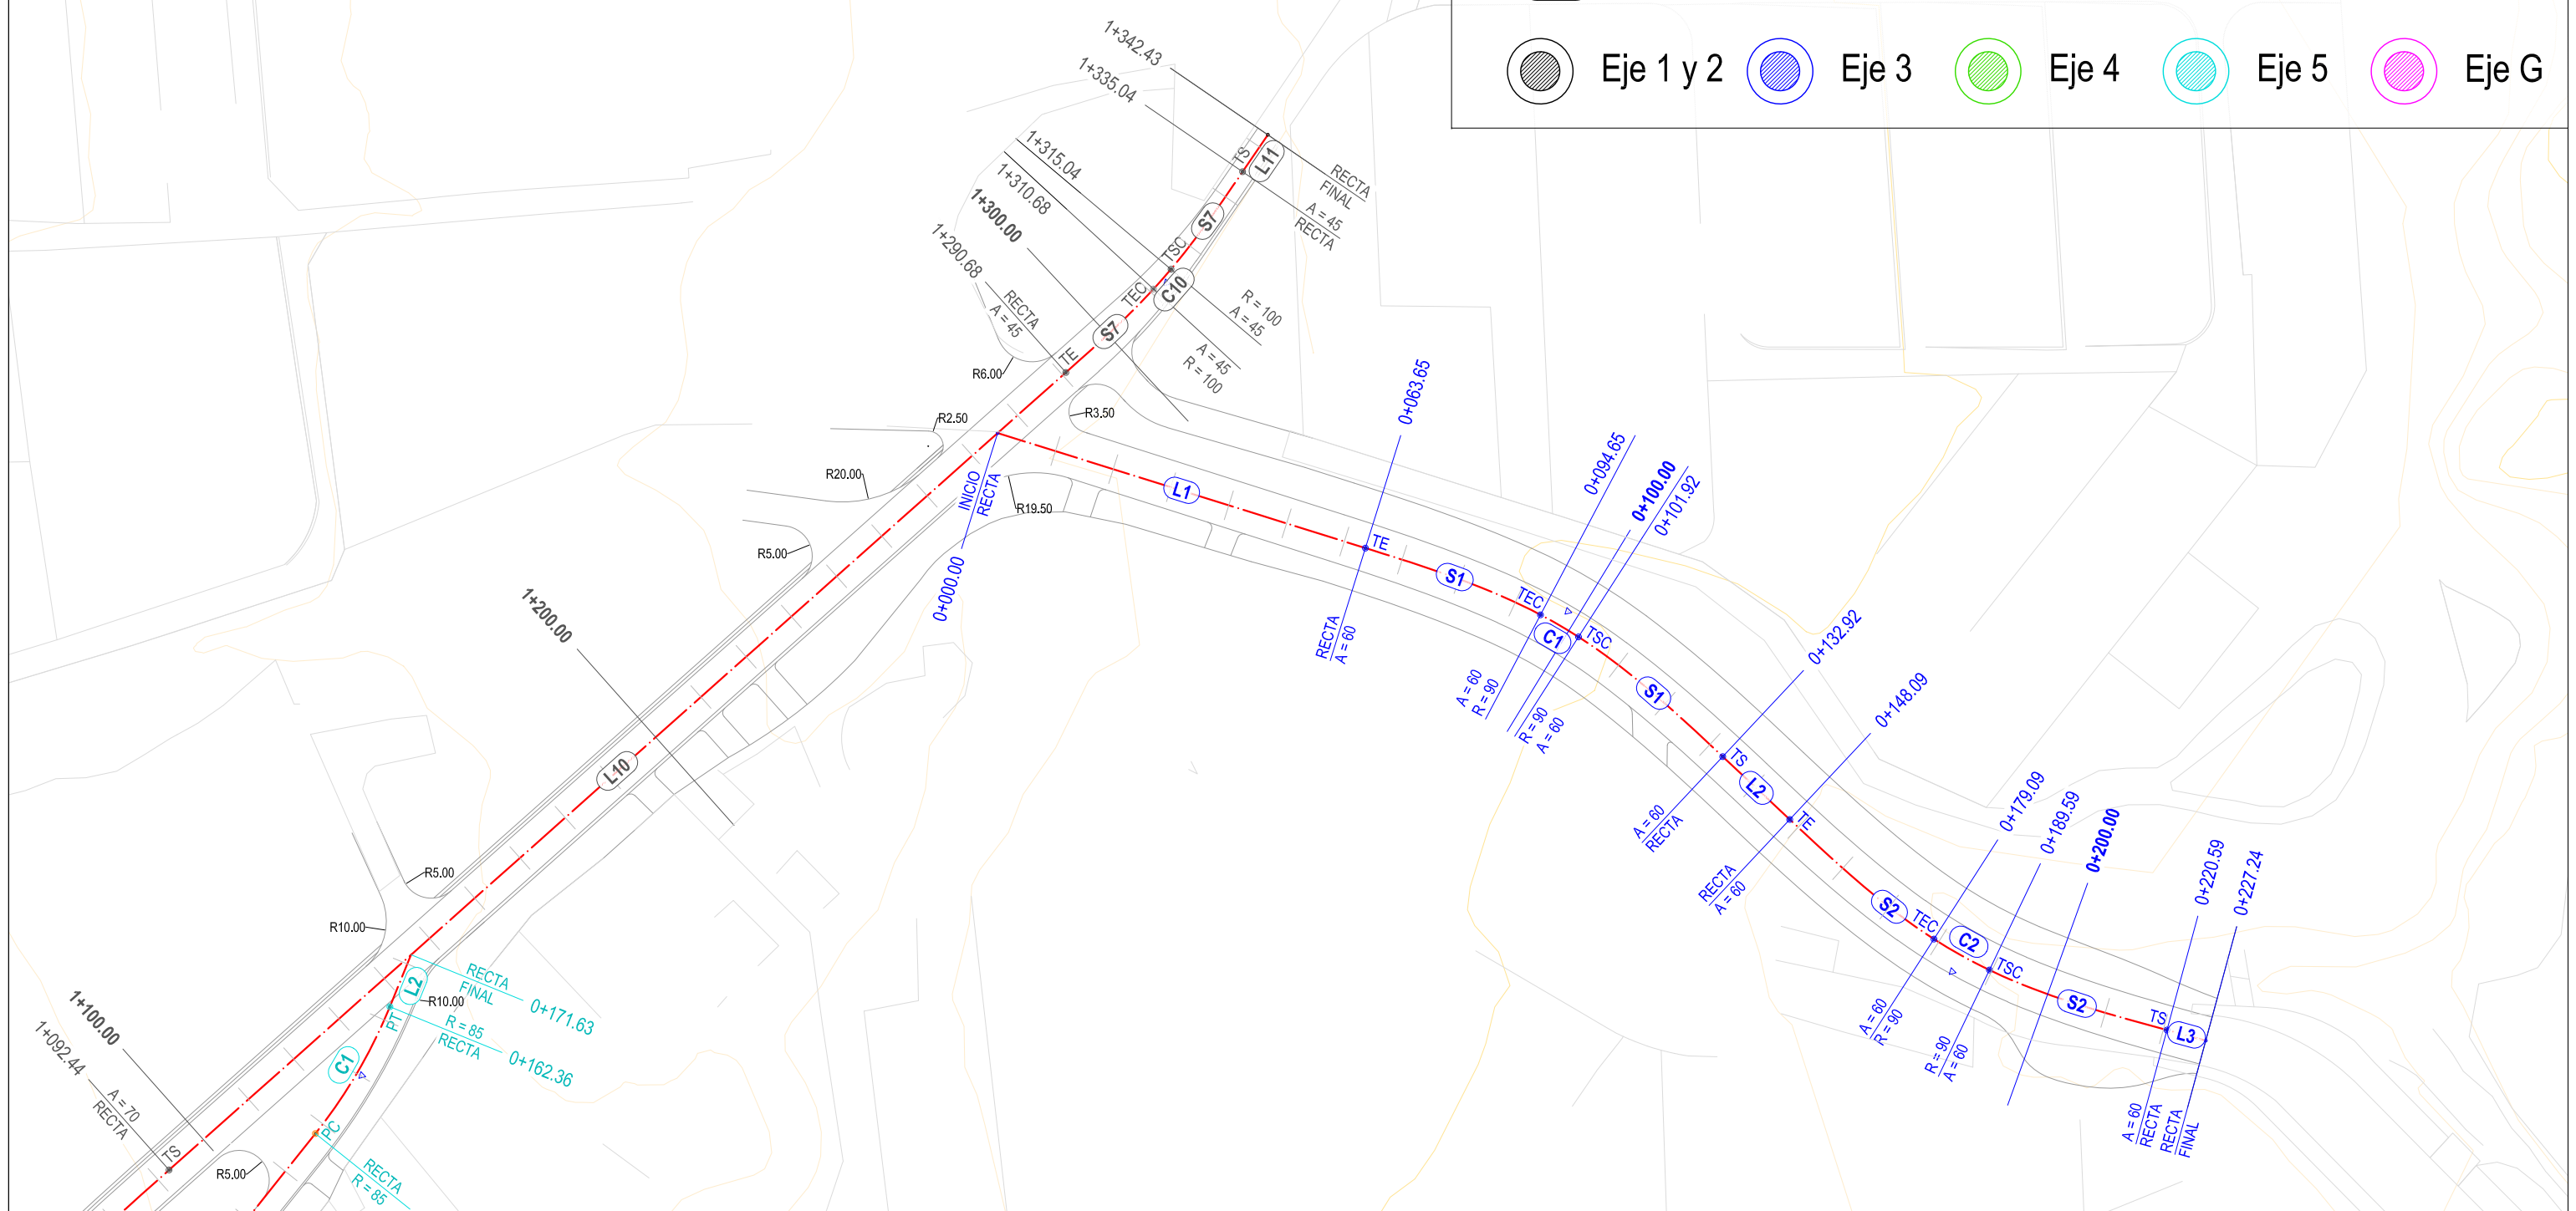 Eje 1 y 2
Eje 3
Eje 4
Eje 5
Eje G
1+342.43
1+335.04
1+315.04
1+310.68
1+300.00
1+290.68
RECTA
A = 45
TS
L11
RECTA
FINAL
A = 45
RECTA
S7
TSC
C10
TEC
R = 100
A = 45
A = 45
R = 100
S7
TE
R6.00
R2.50
R3.50
R20.00
R19.50
R5.00
INICIO
RECTA
0+000.00
L1
0+063.65
TE
RECTA
A = 60
S1
0+094.65
TEC
C1
A = 60
R = 90
0+100.00
0+101.92
TSC
R = 90
A = 60
S1
0+132.92
TS
A = 60
RECTA
L2
0+148.09
TE
RECTA
A = 60
S2
0+179.09
TEC
C2
A = 60
R = 90
0+189.59
TSC
R = 90
A = 60
0+200.00
S2
0+220.59
TS
A = 60
RECTA
L3
0+227.24
RECTA
FINAL
1+200.00
L10
R5.00
R10.00
RECTA
FINAL
0+171.63
L2
R10.00
PT
R = 85
RECTA
0+162.36
C1
PC
RECTA
R = 85
1+100.00
1+092.44
A = 70
RECTA
TS
R5.00